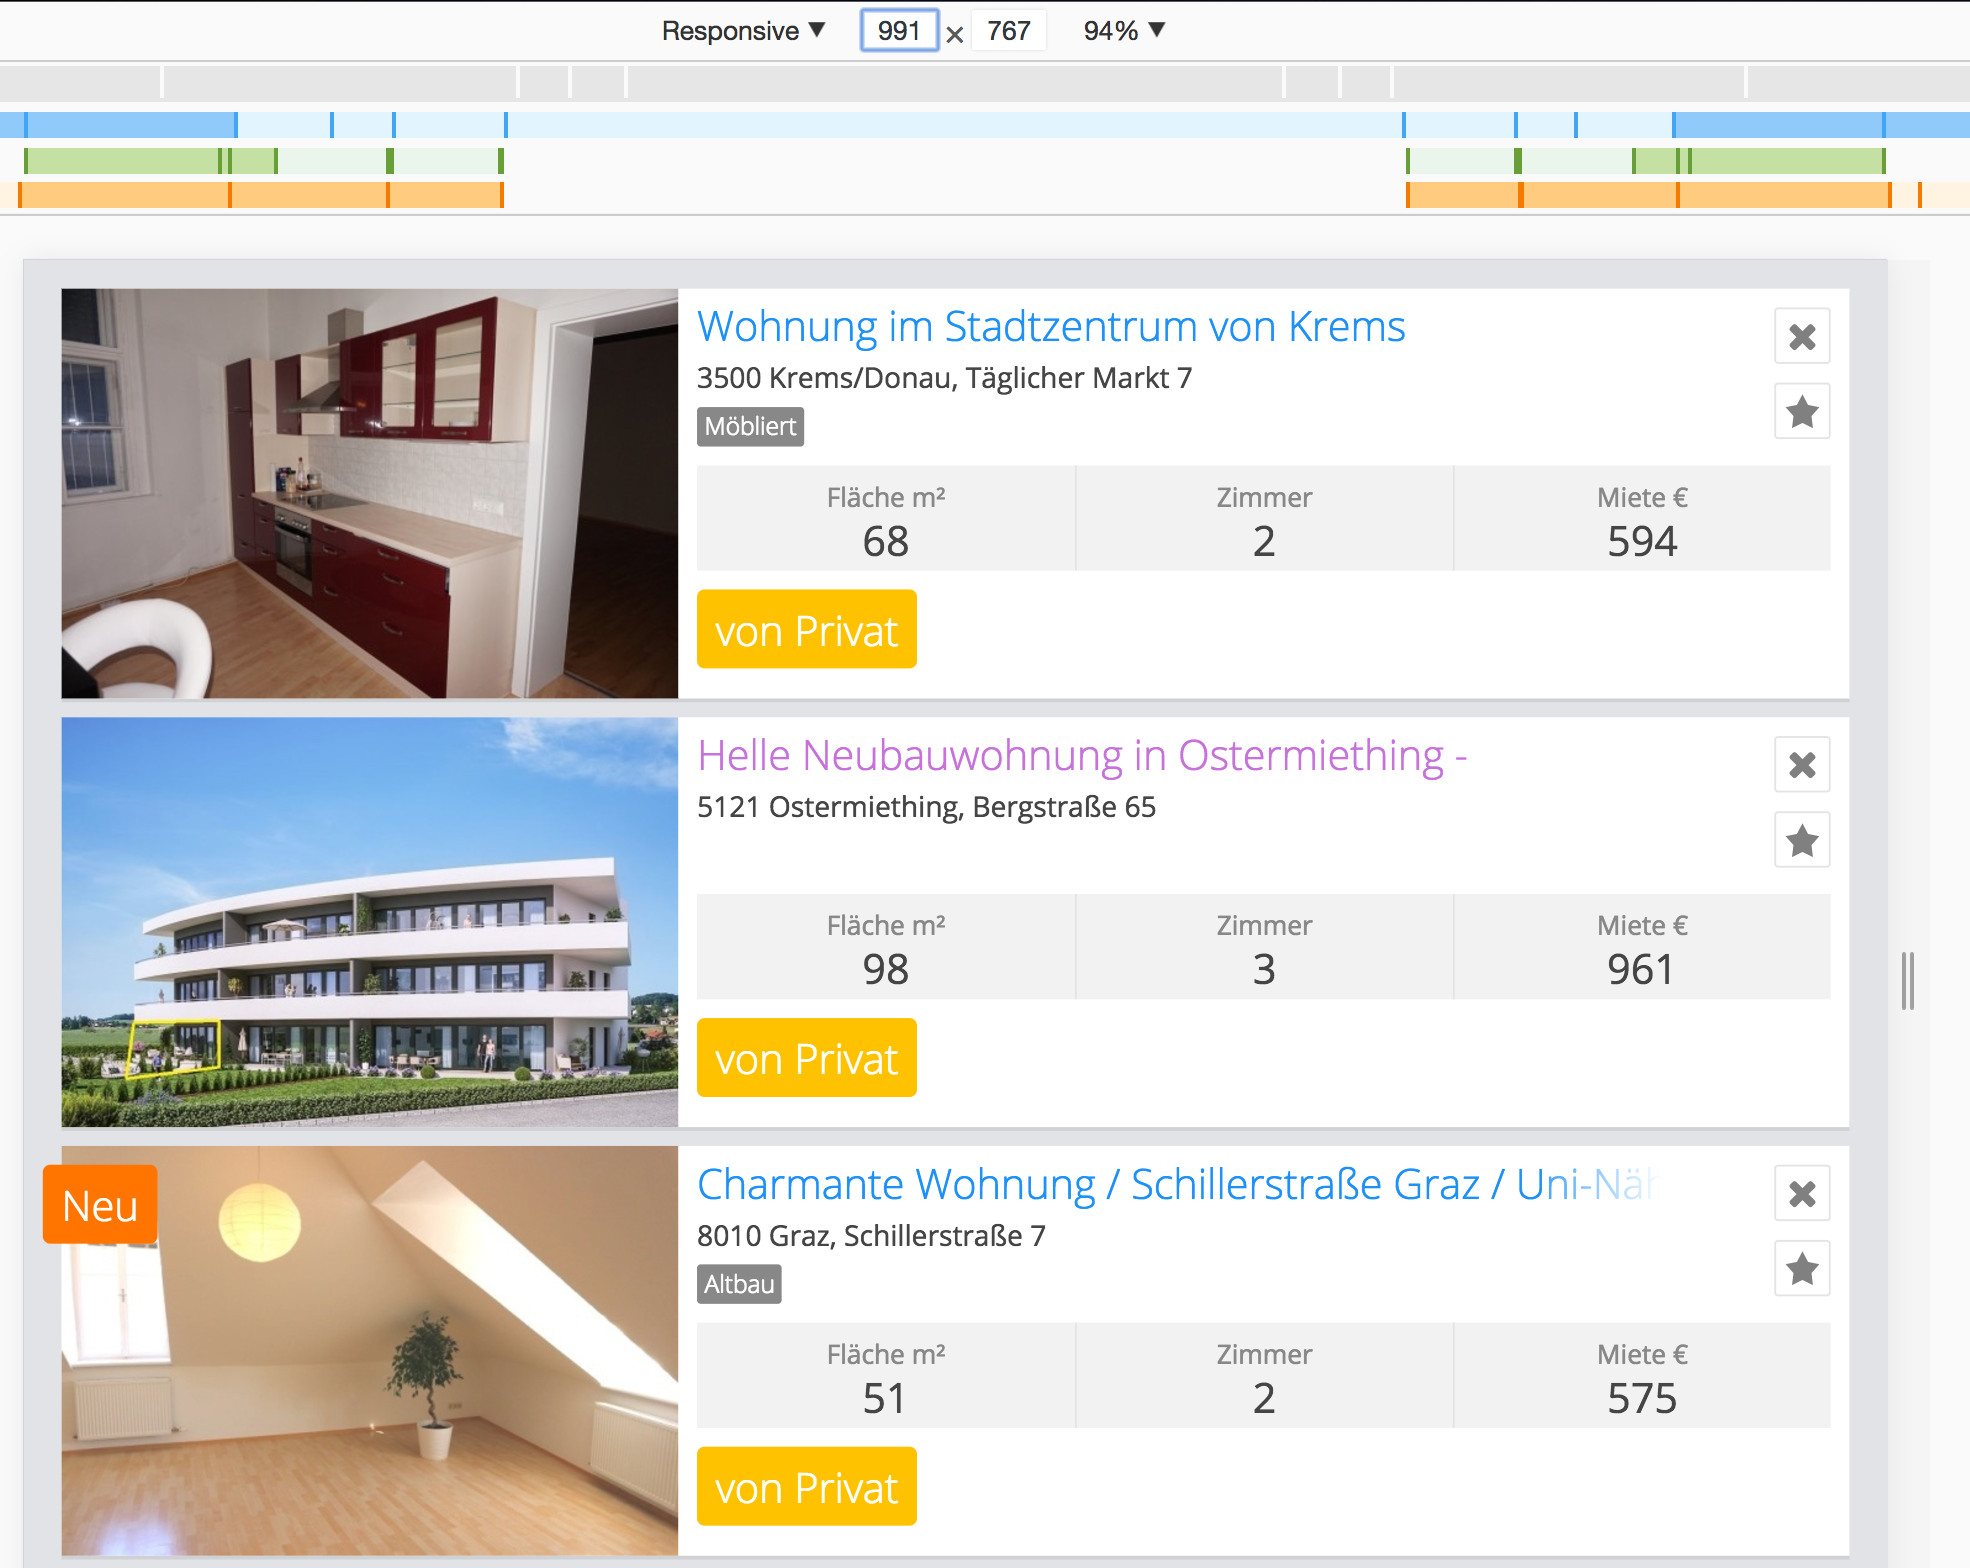 Responsive ▼ 991 × 767 94% ▼
Wohnung im Stadtzentrum von Krems
3500 Krems/Donau, Täglicher Markt 7
Möbliert
Fläche m² Zimmer Miete €
68 2 594
von Privat
Helle Neubauwohnung in Ostermiething -
5121 Ostermiething, Bergstraße 65
Fläche m² Zimmer Miete €
98 3 961
von Privat
Neu
Charmante Wohnung / Schillerstraße Graz / Uni-Näh
8010 Graz, Schillerstraße 7
Altbau
Fläche m² Zimmer Miete €
51 2 575
von Privat